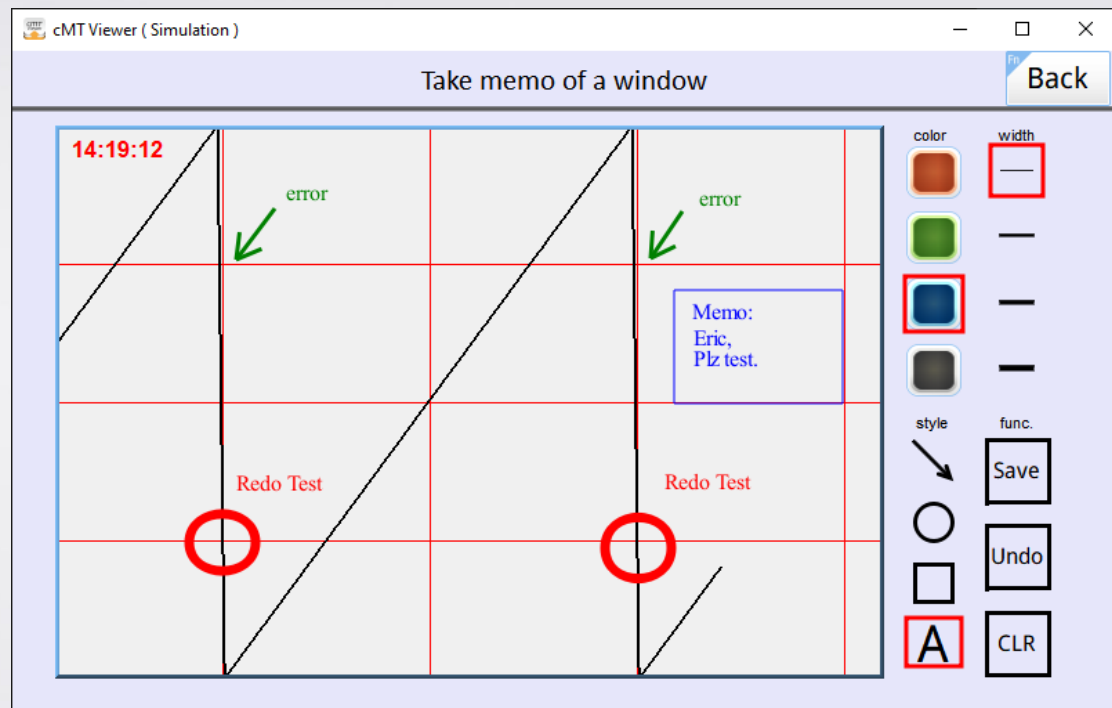 cMT Viewer ( Simulation )
Take memo of a window
Fn
Back
14:19:12
error
error
Memo:
Eric,
Plz test.
Redo Test
Redo Test
color
width
style
func.
Save
Undo
A
CLR